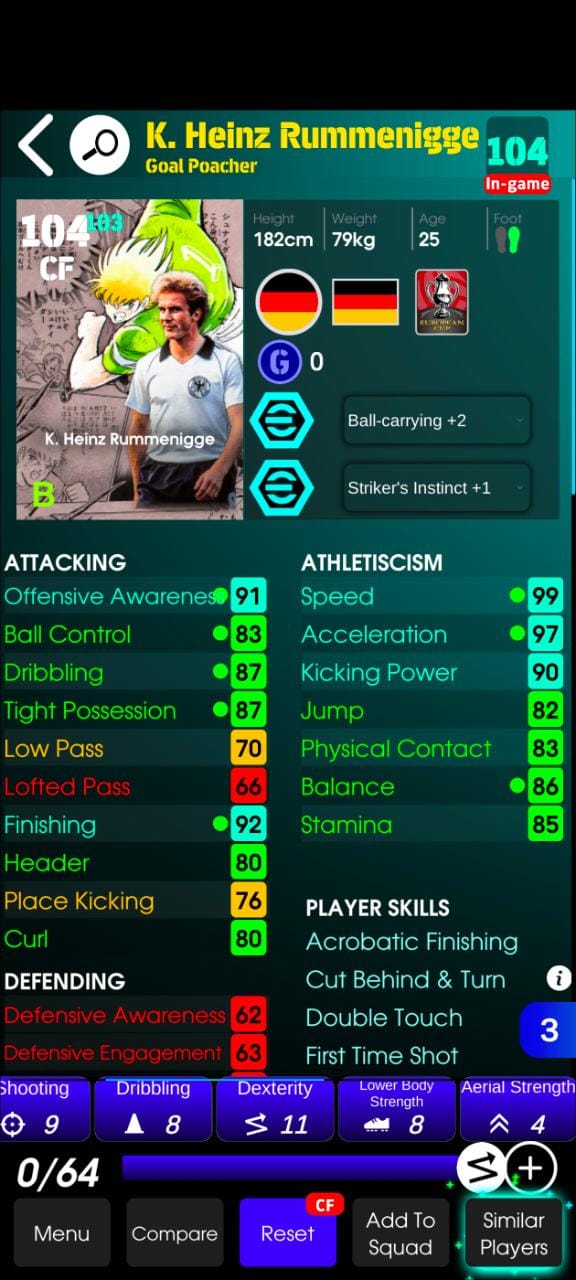 K. Heinz Rummenigge
Goal Poacher
104
In-game
104 103
CF
K. Heinz Rummenigge
B
Height
182cm
Weight
79kg
Age
25
Foot
EUROPEAN CUP
G 0
Ball-carrying +2
Striker's Instinct +1
ATTACKING
Offensive Awareness 91
Ball Control 83
Dribbling 87
Tight Possession 87
Low Pass 70
Lofted Pass 66
Finishing 92
Header 80
Place Kicking 76
Curl 80
DEFENDING
Defensive Awareness 62
Defensive Engagement 63
ATHLETISCISM
Speed 99
Acceleration 97
Kicking Power 90
Jump 82
Physical Contact 83
Balance 86
Stamina 85
PLAYER SKILLS
Acrobatic Finishing
Cut Behind & Turn
i
Double Touch
3
First Time Shot
Shooting
9
Dribbling
8
Dexterity
11
Lower Body
Strength
8
Aerial Strength
4
0/64
Menu
Compare
CF
Reset
Add To
Squad
Similar
Players